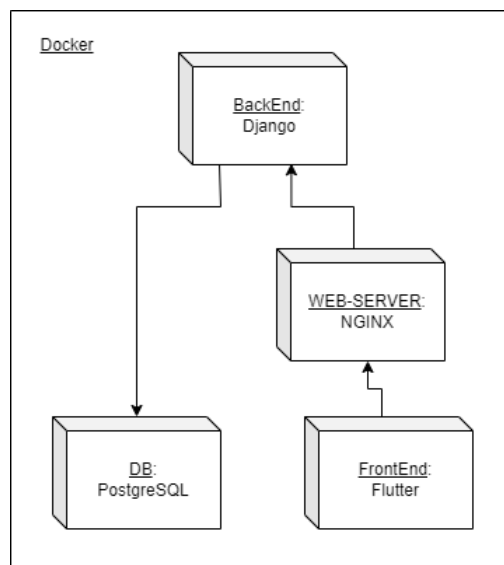 Docker
BackEnd:
Django
WEB-SERVER:
NGINX
DB:
PostgreSQL
FrontEnd:
Flutter